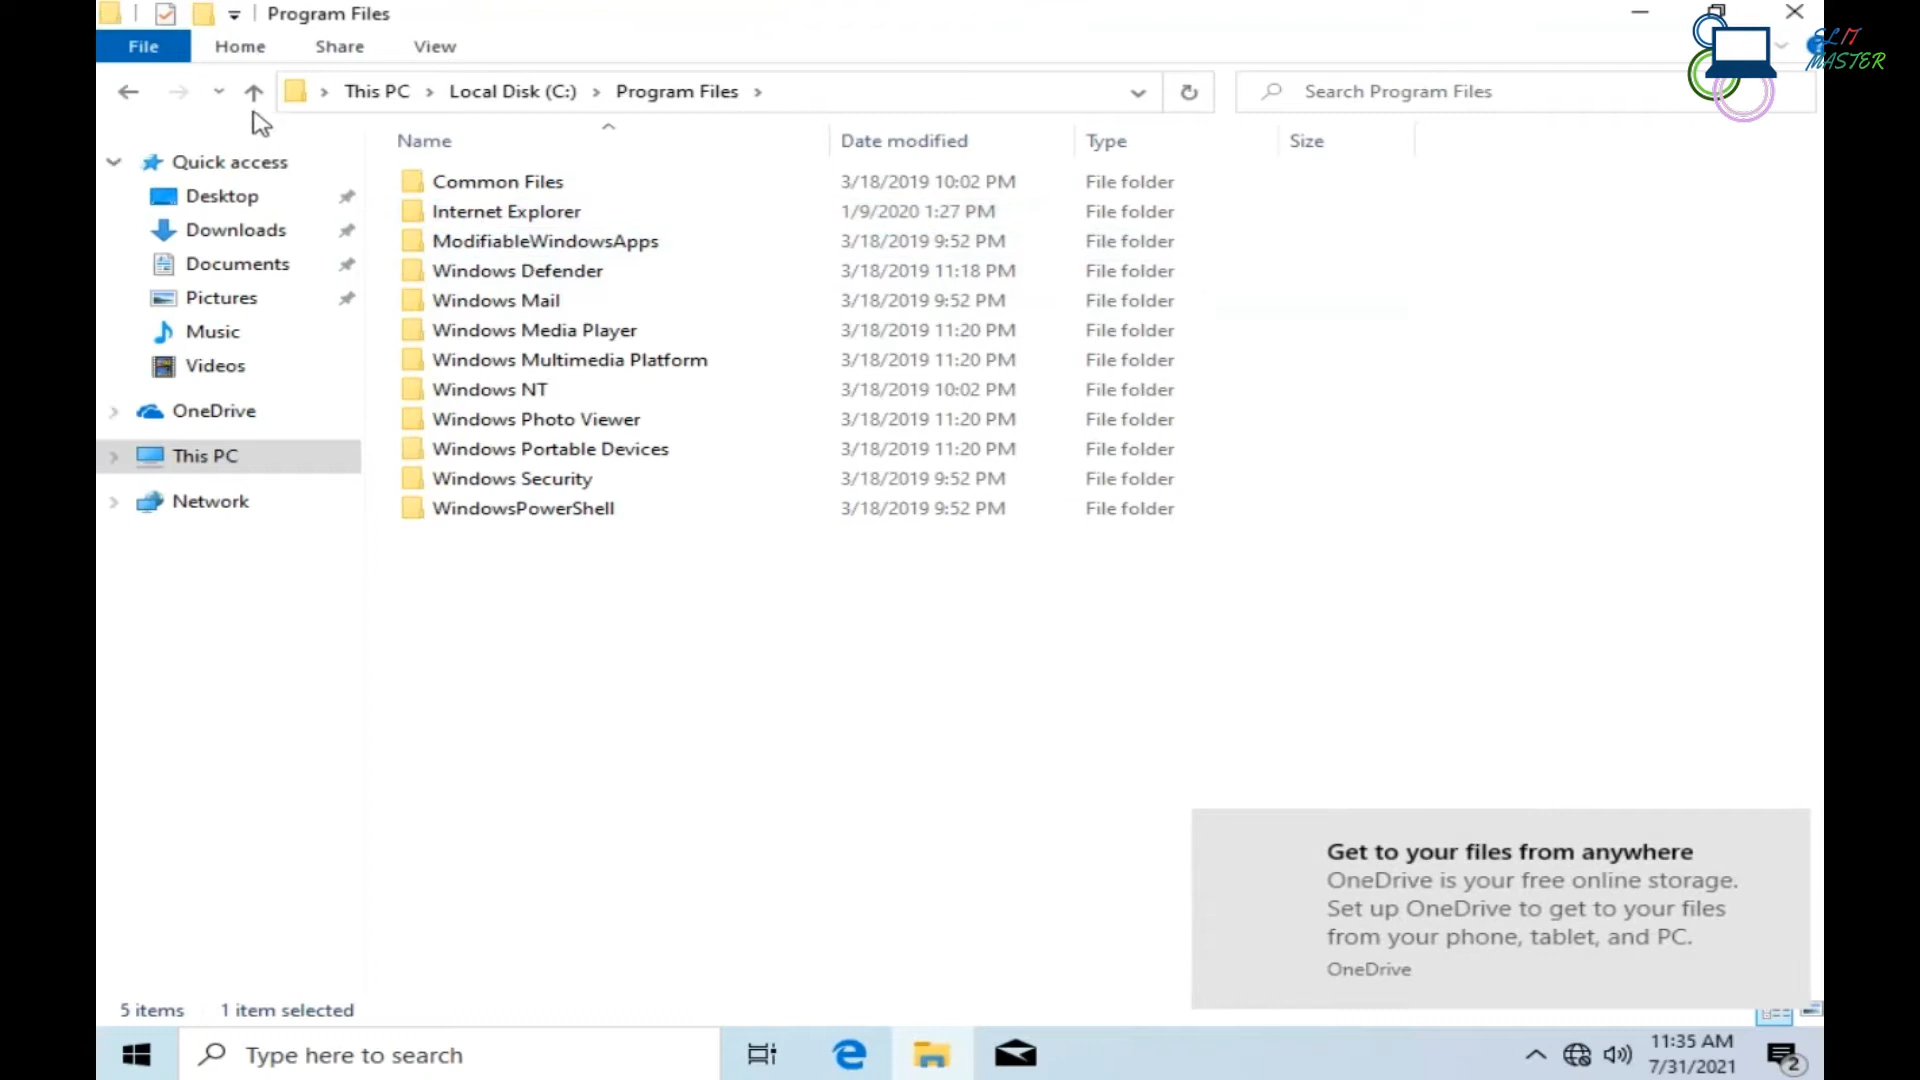 Program Files
File Home Share View
This PC Local Disk (C:) Program Files
Search Program Files
Name Date modified Type Size
Quick access
Desktop
Downloads
Documents
Pictures
Music
Videos
OneDrive
This PC
Network
Common Files 3/18/2019 10:02 PM File folder
Internet Explorer 1/9/2020 1:27 PM File folder
ModifiableWindowsApps 3/18/2019 9:52 PM File folder
Windows Defender 3/18/2019 11:18 PM File folder
Windows Mail 3/18/2019 9:52 PM File folder
Windows Media Player 3/18/2019 11:20 PM File folder
Windows Multimedia Platform 3/18/2019 11:20 PM File folder
Windows NT 3/18/2019 10:02 PM File folder
Windows Photo Viewer 3/18/2019 11:20 PM File folder
Windows Portable Devices 3/18/2019 11:20 PM File folder
Windows Security 3/18/2019 9:52 PM File folder
WindowsPowerShell 3/18/2019 9:52 PM File folder
Get to your files from anywhere
OneDrive is your free online storage.
Set up OneDrive to get to your files
from your phone, tablet, and PC.
OneDrive
5 items 1 item selected
Type here to search
11:35 AM
7/31/2021
2
IT
MASTER